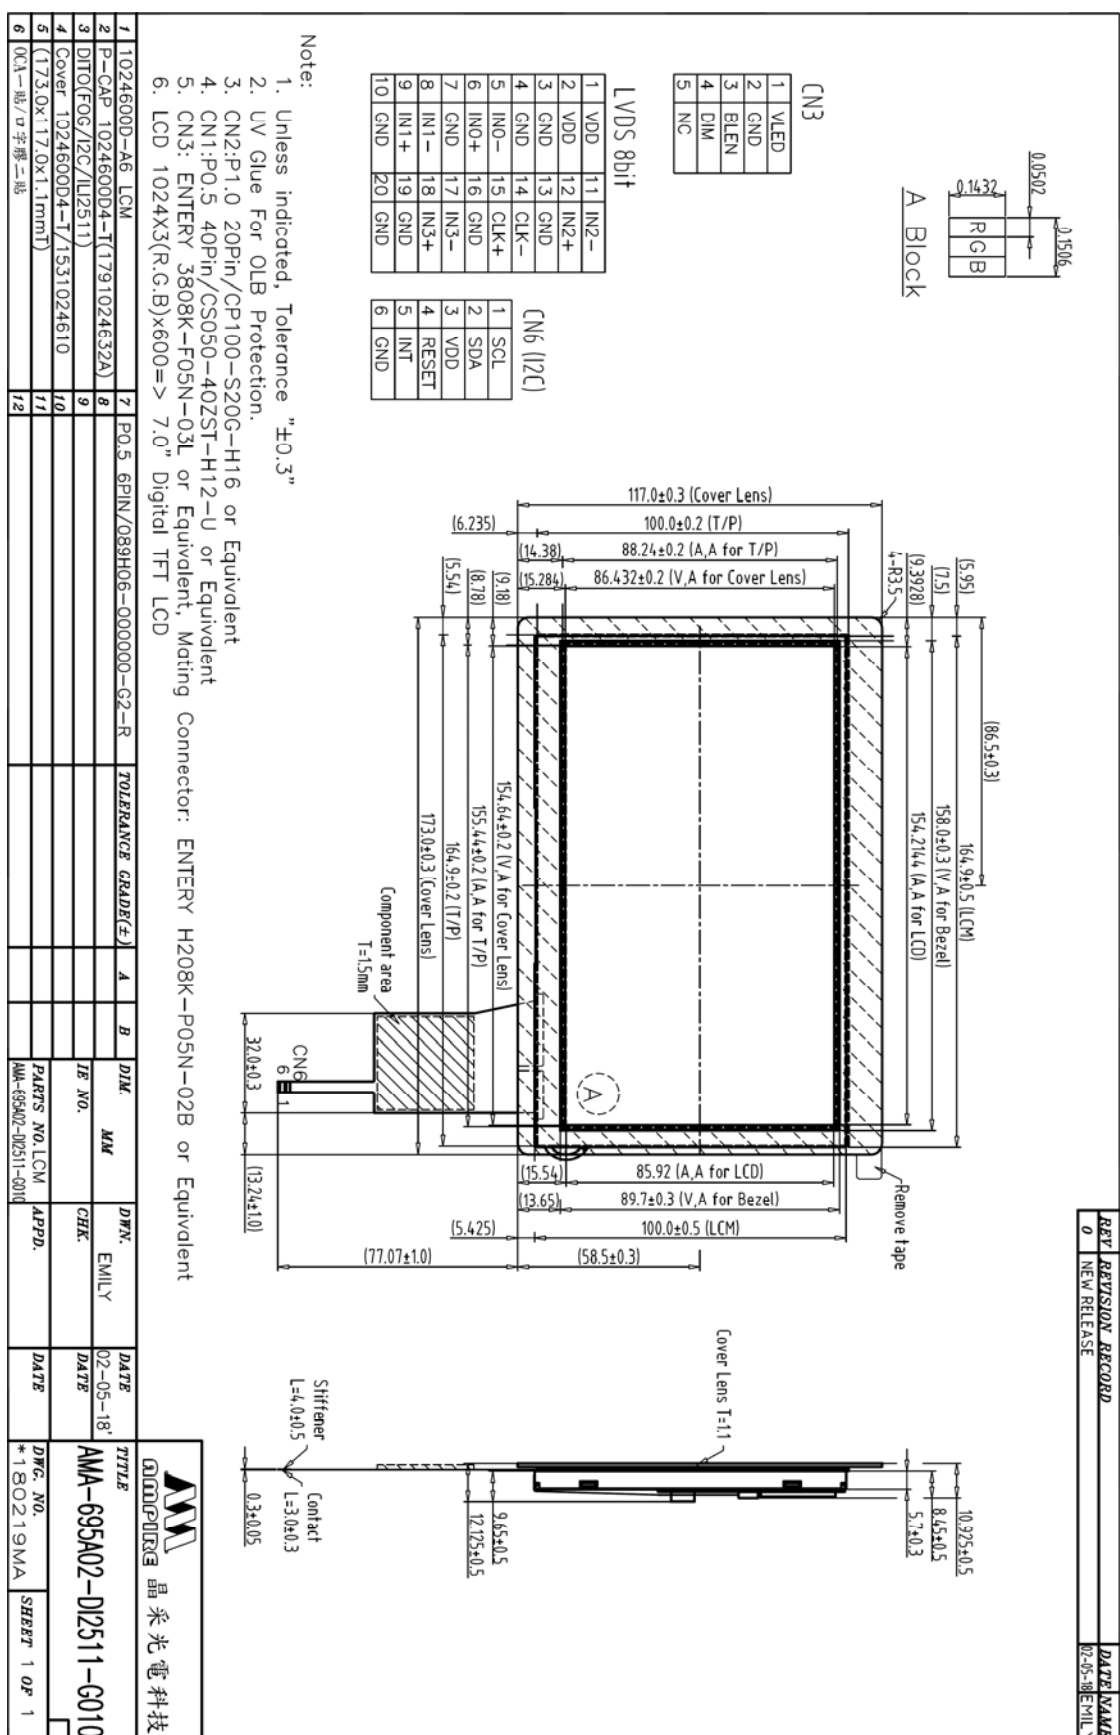 REV REVISION RECORD DATE NAME
0 NEW RELEASE 02-05-18
0.0502
0.1506
0.1432
R G B
A Block
CN3
1 VLED
2 GND
3 BLEN
4 DIM
5 NC
LVDS 8bit
1 VDD 11 IN2-
2 VDD 12 IN2+
3 GND 13 GND
4 GND 14 CLK-
5 IN0- 15 CLK+
6 IN0+ 16 GND
7 GND 17 IN3-
8 IN1- 18 IN3+
9 IN1+ 19 GND
10 GND 20 GND
CN6 (I2C)
1 SCL
2 SDA
3 VDD
4 RESET
5 INT
6 GND
(86.5±0.3)
(5.95)
164.9±0.5 (LCM)
(7.5)
158.0±0.3 (V,A for Bezel)
(9.3928)
154.2144 (A,A for LCD)
4-R3.5
117.0±0.3 (Cover Lens)
100.0±0.2 (T/P)
(6.235)
88.24±0.2 (A,A for T/P)
(14.38)
86.432±0.2 (V,A for Cover Lens)
(15.284)
(9.18)
154.64±0.2 (V,A for Cover Lens)
(8.78)
155.44±0.2 (A,A for T/P)
164.9±0.2 (T/P)
(5.54)
173.0±0.3 (Cover Lens)
A
Remove tape
(15.54)
85.92 (A,A for LCD)
(13.65)
89.7±0.3 (V,A for Bezel)
100.0±0.5 (LCM)
(5.425)
(58.5±0.3)
(77.07±1.0)
Component area
T=1.5mm
CN6
6 1
32.0±0.3
(13.24±1.0)
Cover Lens T=1.1
10.925±0.5
8.45±0.5
5.7±0.3
9.65±0.5
12.125±0.5
Stiffener
L=4.0±0.5
Contact
L=3.0±0.3
0.3±0.05
Note:
1. Unless indicated, Tolerance "±0.3"
2. UV Glue For OLB Protection.
3. CN2:P1.0 20Pin/CP100-S20G-H16 or Equivalent
4. CN1:P0.5 40Pin/CS050-40ZST-H12-U or Equivalent
5. CN3: ENTERY 3808K-F05N-03L or Equivalent, Mating Connector: ENTERY H208K-P05N-02B or Equivalent
6. LCD 1024X3(R.G.B)x600=> 7.0" Digital TFT LCD
1 1024600D-A6 LCM
2 P-CAP 1024600D4-T(1791024632A)
3 DITO(FOG/I2C/ILI2511)
4 Cover 1024600D4-T/1531024610
5 (173.0x117.0x1.1mmT)
6 OCA一貼/口字膠二貼
7 P0.5 6PIN/089H06-000000-G2-R
8
9
10
11
12
TOLERANCE GRADE(±) A B
DIM. MM
IE NO.
PARTS NO. LCM
AMA-695A02-DI2511-G010
DWN. EMILY
DATE 02-05-18'
CHK. DATE
APPD. DATE
AMPIRE 晶采光電科技
TITLE
AMA-695A02-DI2511-G010
DWG. NO.
*180219MA
SHEET 1 OF 1